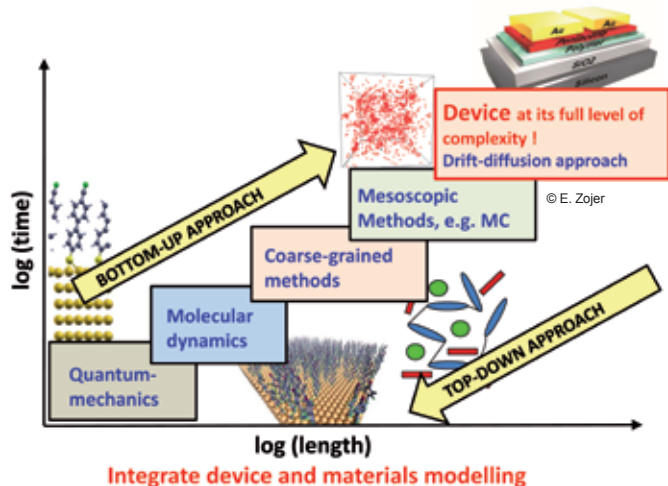 Au
Au
Polymer
SiO2
Silicon
Device at its full level of
complexity !
Drift-diffusion approach
© E. Zojer
Mesoscopic
Methods, e.g. MC
BOTTOM-UP APPROACH
Coarse-grained
methods
Molecular
dynamics
TOP-DOWN APPROACH
Quantum-
mechanics
log (time)
log (length)
Integrate device and materials modelling